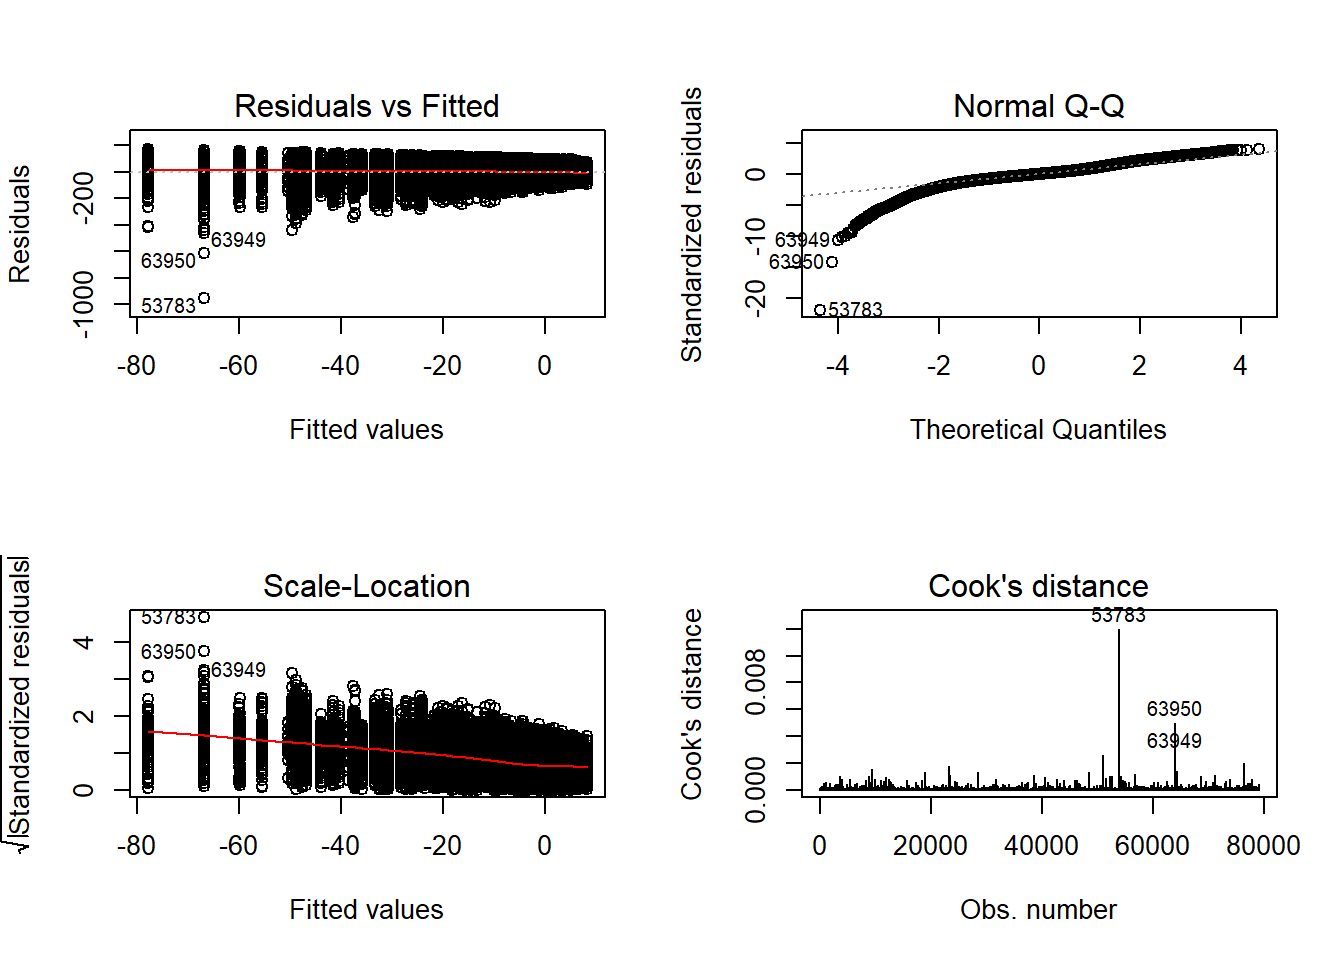 Residuals vs Fitted
Residuals
-200
-1000
63949
63950
53783
-80 -60 -40 -20 0
Fitted values
Normal Q-Q
Standardized residuals
0
-10
-20
63949
63950
53783
-4 -2 0 2 4
Theoretical Quantiles
Scale-Location
√|Standardized residuals|
4
2
0
53783
63950
63949
-80 -60 -40 -20 0
Fitted values
Cook's distance
Cook's distance
0.008
0.000
53783
63950
63949
0 20000 40000 60000 80000
Obs. number